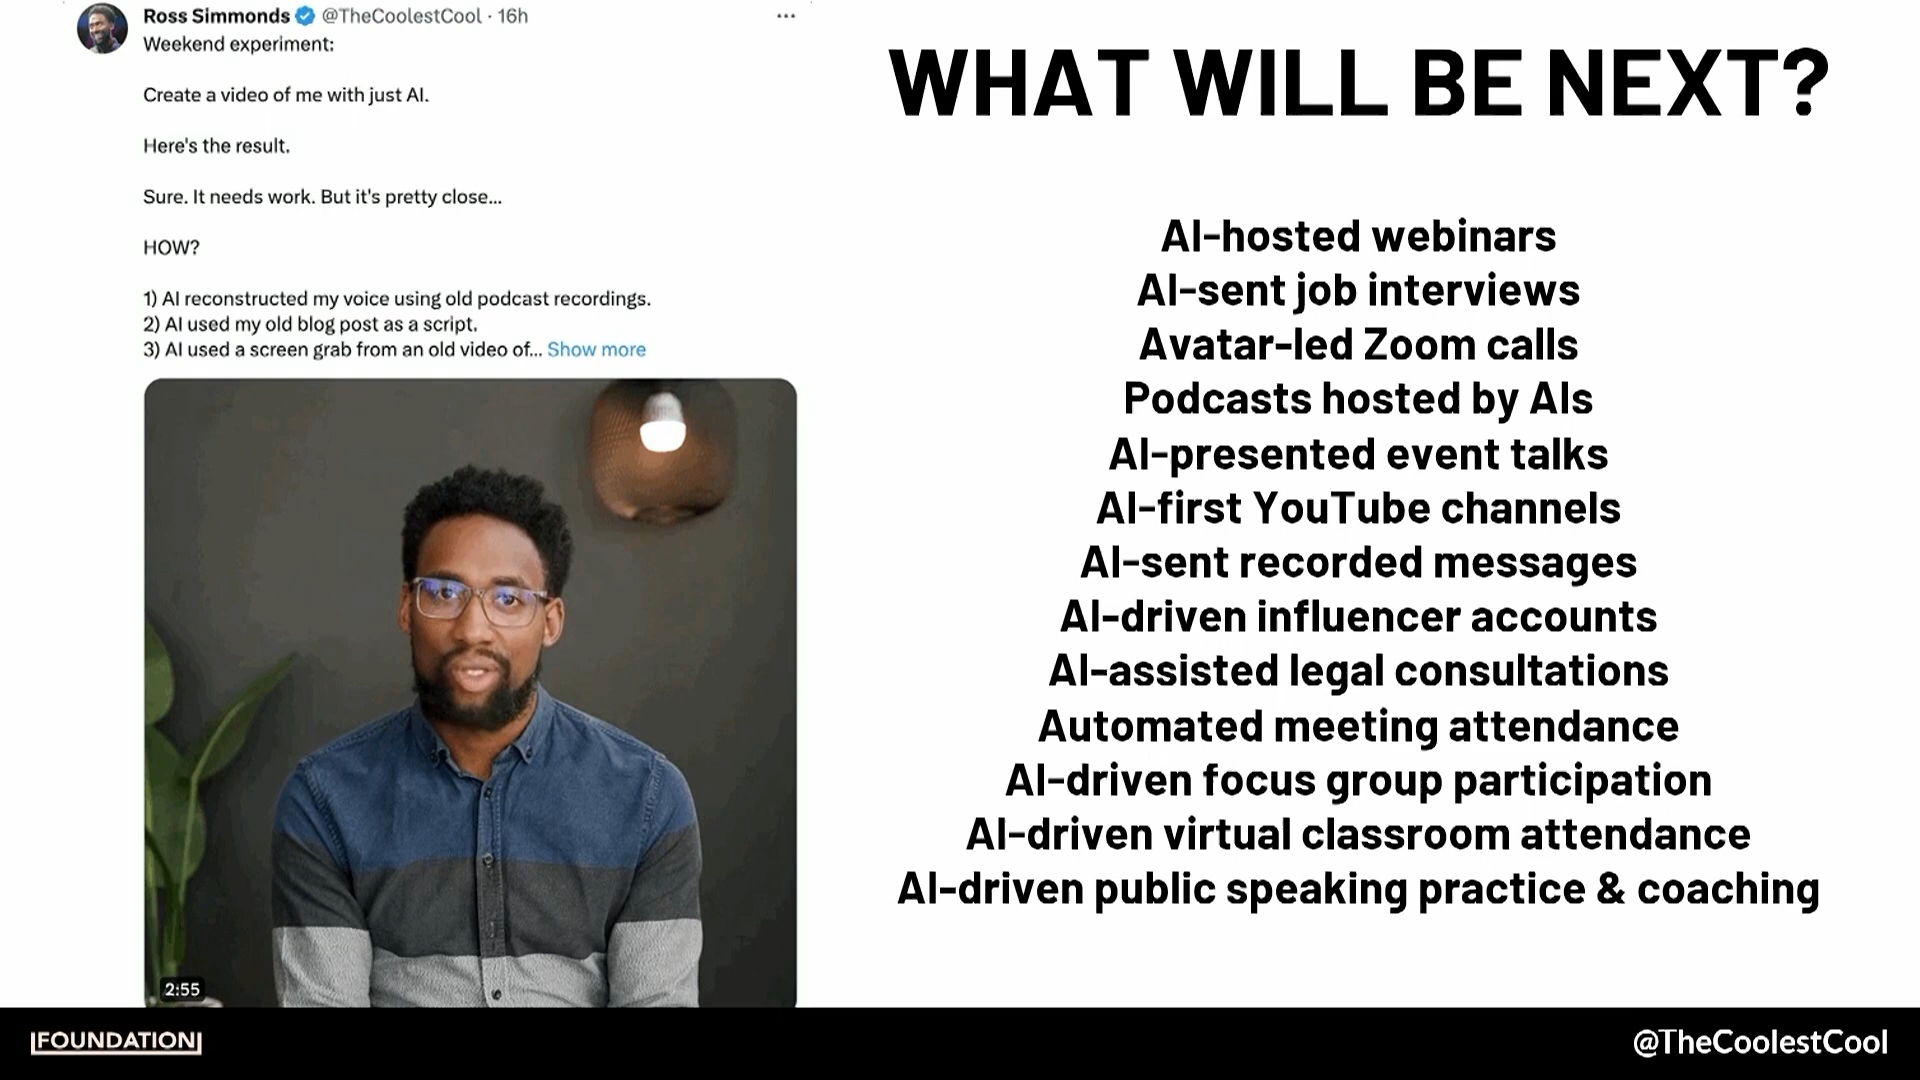 Ross Simmonds @TheCoolestCool · 16h
Weekend experiment:
Create a video of me with just AI.
Here's the result.
Sure. It needs work. But it's pretty close...
HOW?
1) AI reconstructed my voice using old podcast recordings.
2) AI used my old blog post as a script.
3) AI used a screen grab from an old video of... Show more
2:55
WHAT WILL BE NEXT?
AI-hosted webinars
AI-sent job interviews
Avatar-led Zoom calls
Podcasts hosted by AIs
AI-presented event talks
AI-first YouTube channels
AI-sent recorded messages
AI-driven influencer accounts
AI-assisted legal consultations
Automated meeting attendance
AI-driven focus group participation
AI-driven virtual classroom attendance
AI-driven public speaking practice & coaching
FOUNDATION
@TheCoolestCool